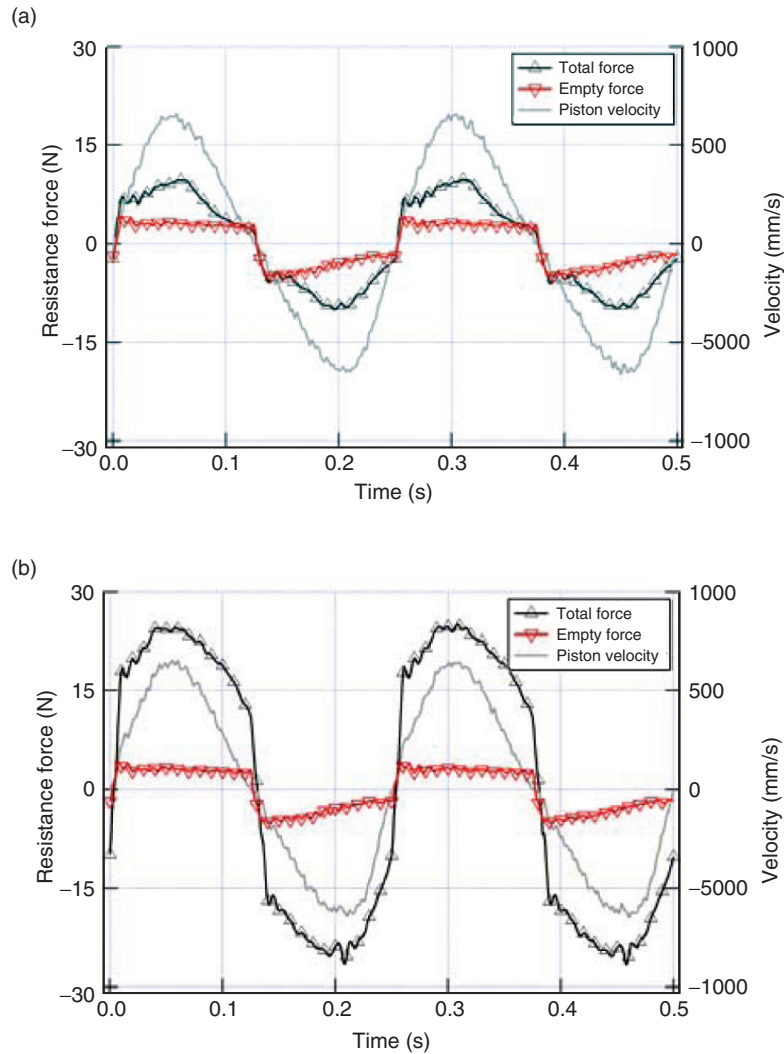 (a)
30
15
0
−15
−30
Resistance force (N)
1000
500
0
−5000
−1000
Velocity (mm/s)
Total force
Empty force
Piston velocity
0.0
0.1
0.2
0.3
0.4
0.5
Time (s)
(b)
30
15
0
−15
−30
Resistance force (N)
1000
500
0
−5000
−1000
Velocity (mm/s)
Total force
Empty force
Piston velocity
0.0
0.1
0.2
0.3
0.4
0.5
Time (s)